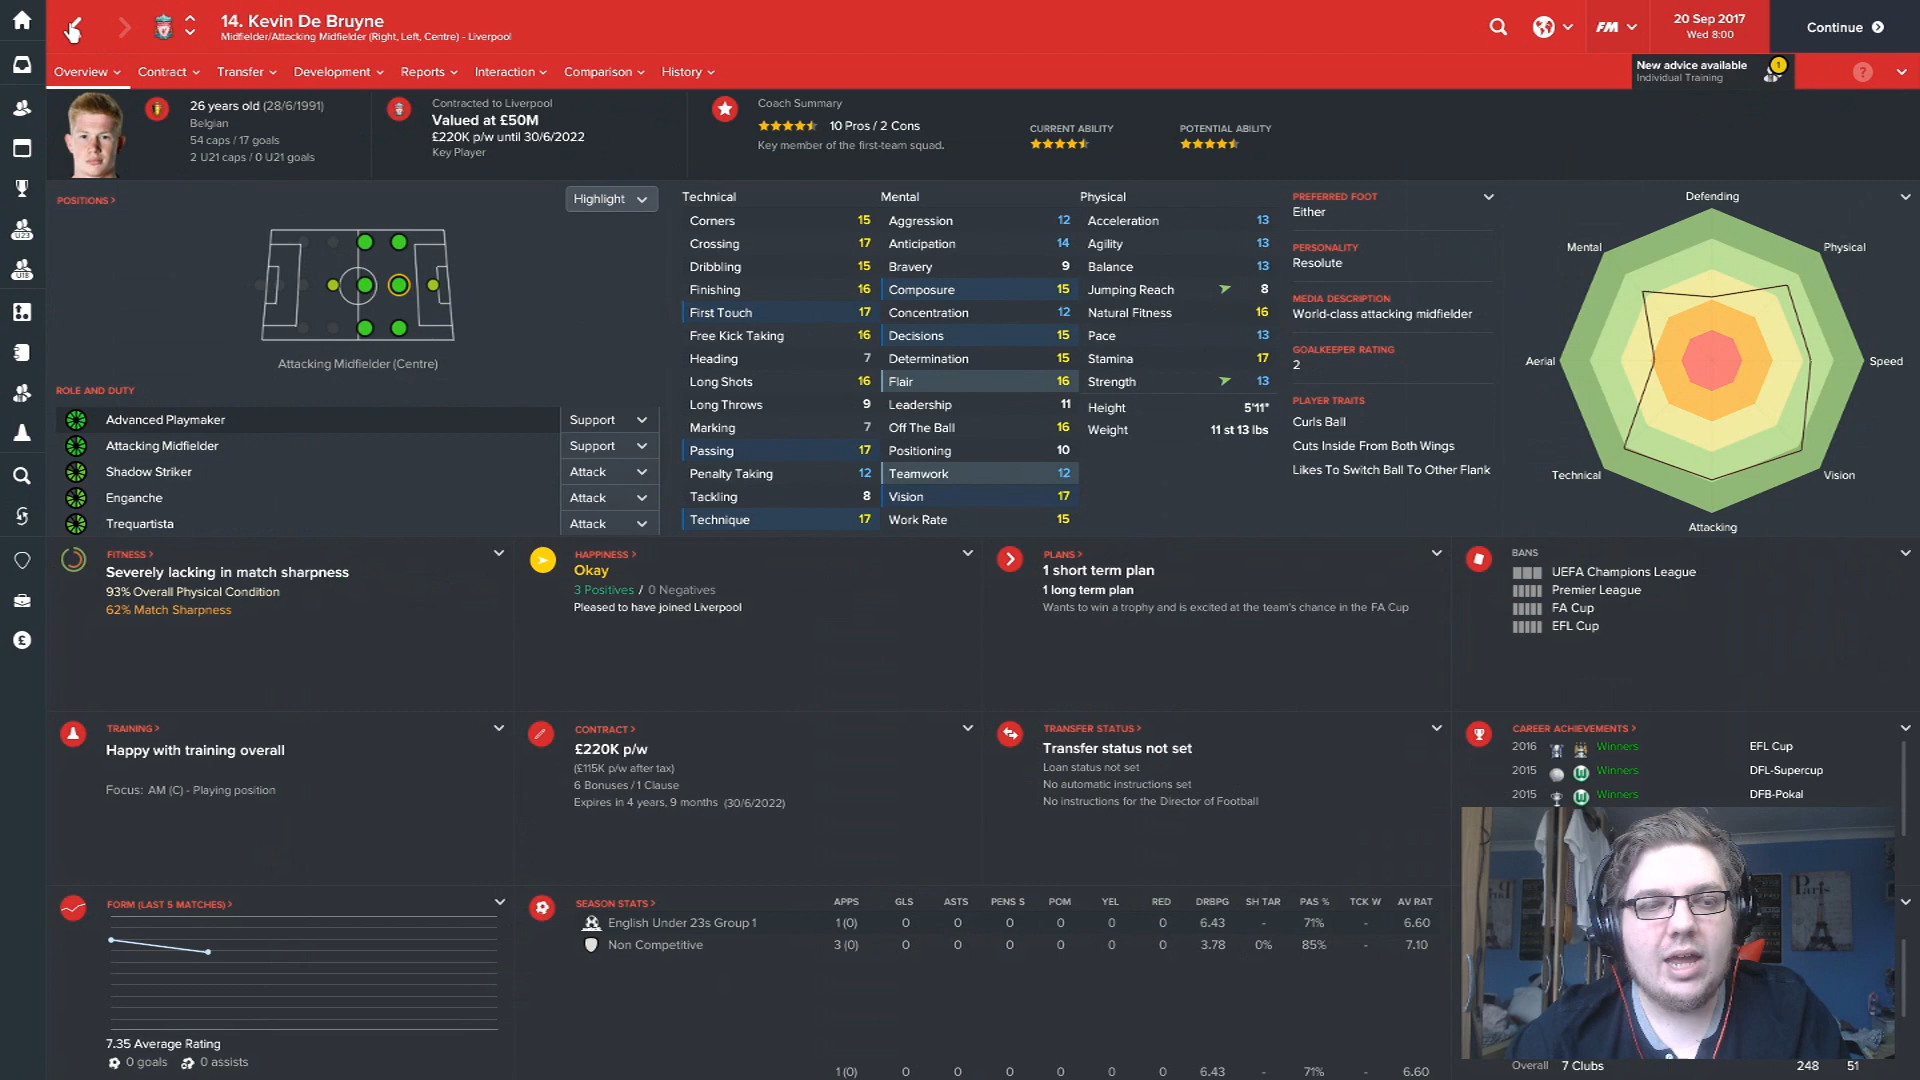 14. Kevin De Bruyne
Midfielder/Attacking Midfielder (Right, Left, Centre) - Liverpool
FM
20 Sep 2017
Wed 8:00
Continue
Overview
Contract
Transfer
Development
Reports
Interaction
Comparison
History
New advice available
Individual Training
1
?
26 years old (28/6/1991)
Belgian
54 caps / 17 goals
2 U21 caps / 0 U21 goals
Contracted to Liverpool
Valued at £50M
£220K p/w until 30/6/2022
Key Player
Coach Summary
10 Pros / 2 Cons
Key member of the first-team squad.
CURRENT ABILITY
POTENTIAL ABILITY
POSITIONS >
Highlight
Attacking Midfielder (Centre)
ROLE AND DUTY
Advanced Playmaker Support
Attacking Midfielder Support
Shadow Striker Attack
Enganche Attack
Trequartista Attack
Technical
Corners 15
Crossing 17
Dribbling 15
Finishing 16
First Touch 17
Free Kick Taking 16
Heading 7
Long Shots 16
Long Throws 9
Marking 7
Passing 17
Penalty Taking 12
Tackling 8
Technique 17
Mental
Aggression 12
Anticipation 14
Bravery 9
Composure 15
Concentration 12
Decisions 15
Determination 15
Flair 16
Leadership 11
Off The Ball 16
Positioning 10
Teamwork 12
Vision 17
Work Rate 15
Physical
Acceleration 13
Agility 13
Balance 13
Jumping Reach 8
Natural Fitness 16
Pace 13
Stamina 17
Strength 13
Height 5'11"
Weight 11 st 13 lbs
PREFERRED FOOT
Either
PERSONALITY
Resolute
MEDIA DESCRIPTION
World-class attacking midfielder
GOALKEEPER RATING
2
PLAYER TRAITS
Curls Ball
Cuts Inside From Both Wings
Likes To Switch Ball To Other Flank
Defending
Physical
Speed
Vision
Attacking
Technical
Aerial
Mental
FITNESS >
Severely lacking in match sharpness
93% Overall Physical Condition
62% Match Sharpness
HAPPINESS >
Okay
3 Positives / 0 Negatives
Pleased to have joined Liverpool
PLANS >
1 short term plan
1 long term plan
Wants to win a trophy and is excited at the team's chance in the FA Cup
BANS
UEFA Champions League
Premier League
FA Cup
EFL Cup
TRAINING >
Happy with training overall
Focus: AM (C) - Playing position
CONTRACT >
£220K p/w
(£115K p/w after tax)
6 Bonuses / 1 Clause
Expires in 4 years, 9 months (30/6/2022)
TRANSFER STATUS >
Transfer status not set
Loan status not set
No automatic instructions set
No instructions for the Director of Football
CAREER ACHIEVEMENTS >
2016 Winners EFL Cup
2015 Winners DFL-Supercup
2015 Winners DFB-Pokal
FORM (LAST 5 MATCHES) >
7.35 Average Rating
0 goals 0 assists
SEASON STATS > APPS GLS ASTS PENS S POM YEL RED DRBPG SH TAR PAS % TCK W AV RAT
English Under 23s Group 1 1 (0) 0 0 0 0 0 0 6.43 - 71% - 6.60
Non Competitive 3 (0) 0 0 0 0 0 0 3.78 0% 85% - 7.10
1 (0) 0 0 0 0 0 0 6.43 - 71% - 6.60
Paris
Overall 7 Clubs 248 51
U23
U18